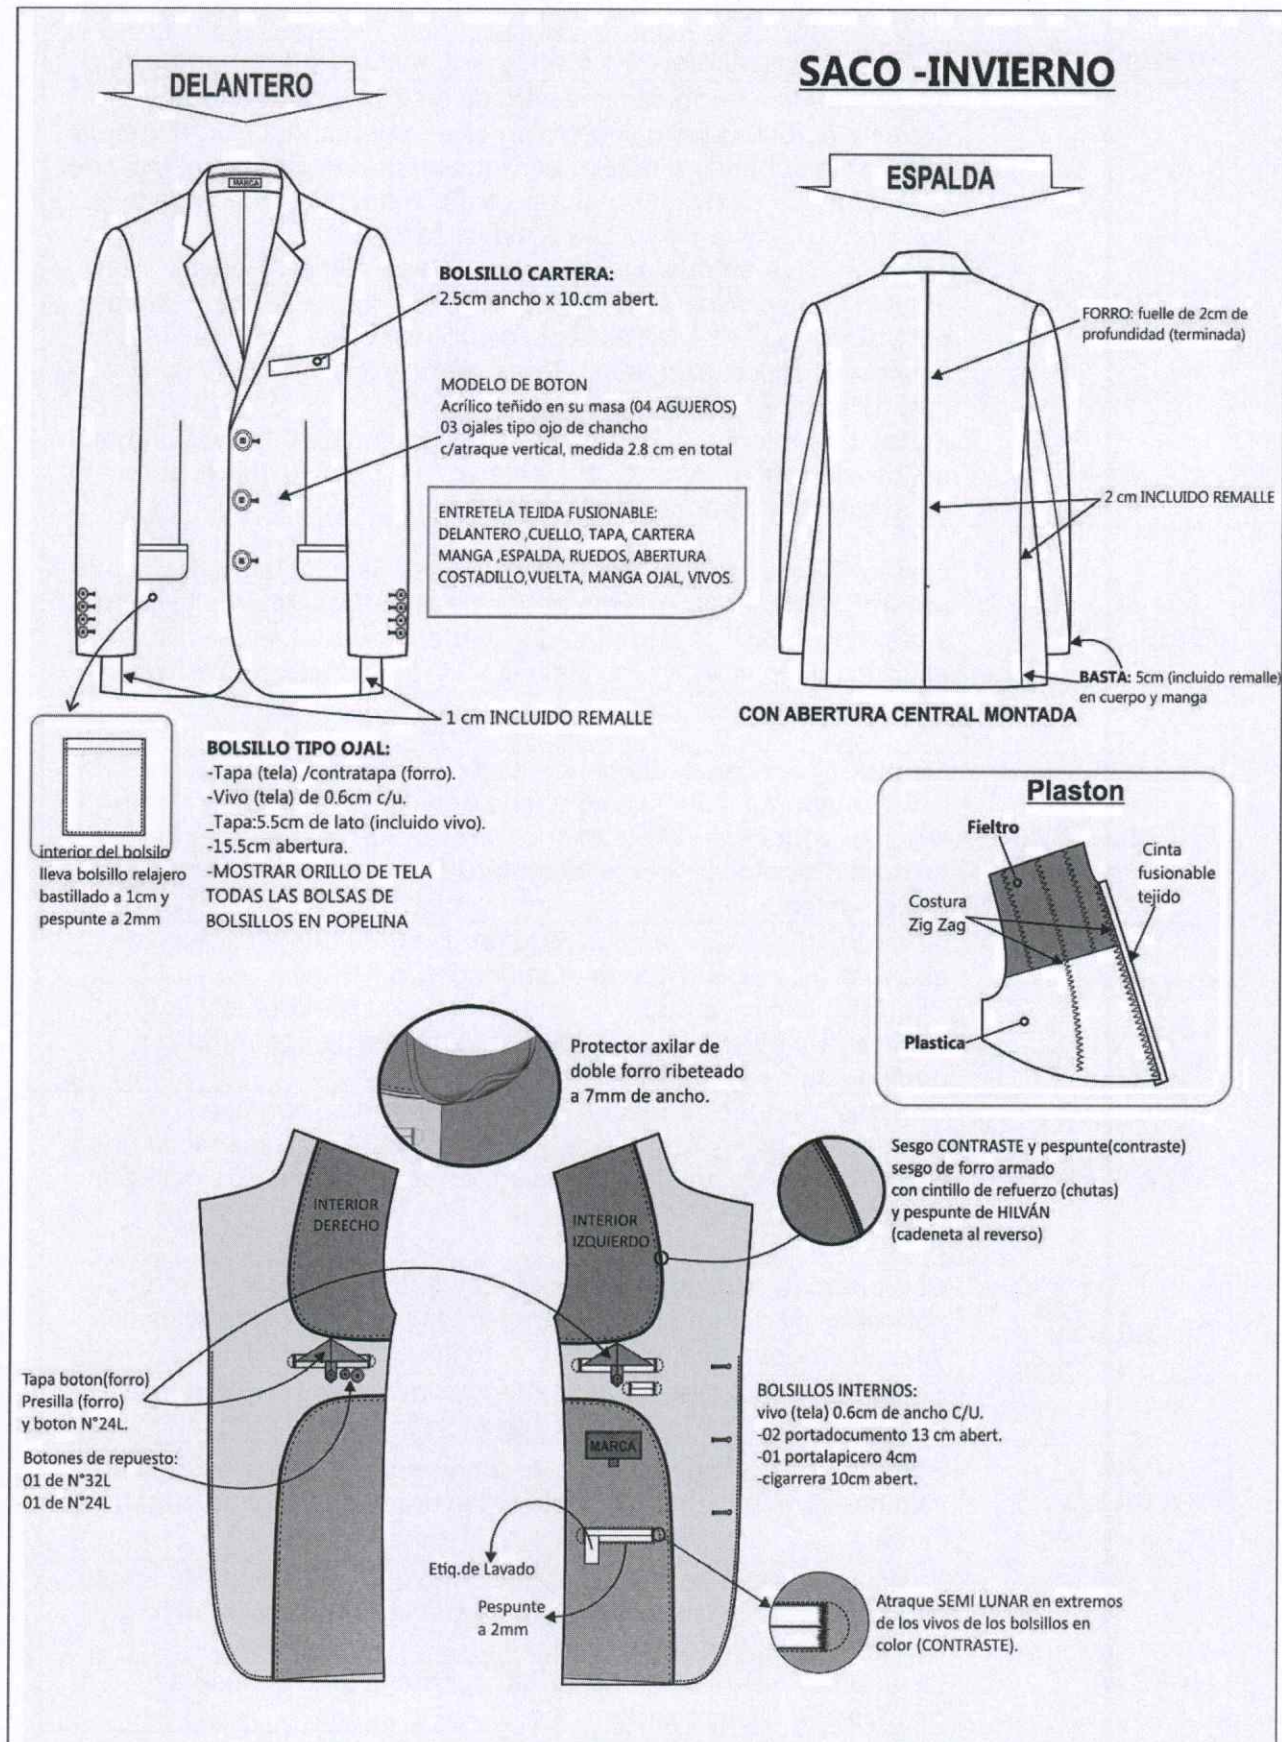 SACO -INVIERNO
DELANTERO
MARCA
BOLSILLO CARTERA:
2.5cm ancho x 10.cm abert.
MODELO DE BOTON
Acrílico teñido en su masa (04 AGUJEROS)
03 ojales tipo ojo de chancho
c/atraque vertical, medida 2.8 cm en total
ENTRETELA TEJIDA FUSIONABLE:
DELANTERO ,CUELLO, TAPA, CARTERA
MANGA ,ESPALDA, RUEDOS, ABERTURA
COSTADILLO,VUELTA, MANGA OJAL, VIVOS.
1 cm INCLUIDO REMALLE
ESPALDA
FORRO: fuelle de 2cm de
profundidad (terminada)
2 cm INCLUIDO REMALLE
BASTA: 5cm (incluido remalle)
en cuerpo y manga
CON ABERTURA CENTRAL MONTADA
interior del bolsilo
lleva bolsillo relajero
bastillado a 1cm y
pespunte a 2mm
BOLSILLO TIPO OJAL:
-Tapa (tela) /contratapa (forro).
-Vivo (tela) de 0.6cm c/u.
_Tapa:5.5cm de lato (incluido vivo).
-15.5cm abertura.
-MOSTRAR ORILLO DE TELA
TODAS LAS BOLSAS DE
BOLSILLOS EN POPELINA
Plaston
Fieltro
Cinta
fusionable
tejido
Costura
Zig Zag
Plastica
Protector axilar de
doble forro ribeteado
a 7mm de ancho.
Sesgo CONTRASTE y pespunte(contraste)
sesgo de forro armado
con cintillo de refuerzo (chutas)
y pespunte de HILVÁN
(cadeneta al reverso)
INTERIOR
DERECHO
INTERIOR
IZQUIERDO
Tapa boton(forro)
Presilla (forro)
y boton N°24L.
Botones de repuesto:
01 de N°32L
01 de N°24L
MARCA
BOLSILLOS INTERNOS:
vivo (tela) 0.6cm de ancho C/U.
-02 portadocumento 13 cm abert.
-01 portalapicero 4cm
-cigarrera 10cm abert.
Etiq.de Lavado
Pespunte
a 2mm
Atraque SEMI LUNAR en extremos
de los vivos de los bolsillos en
color (CONTRASTE).